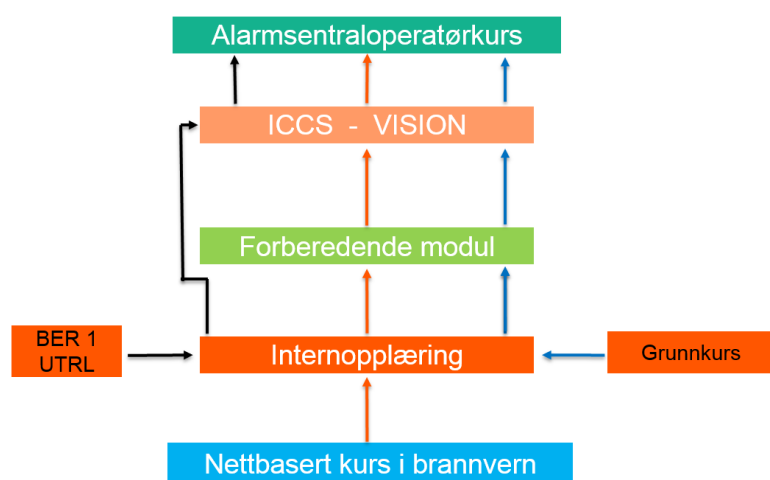 Alarmsentraloperatørkurs
ICCS - VISION
Forberedende modul
BER 1
UTRL
Internopplæring
Grunnkurs
Nettbasert kurs i brannvern